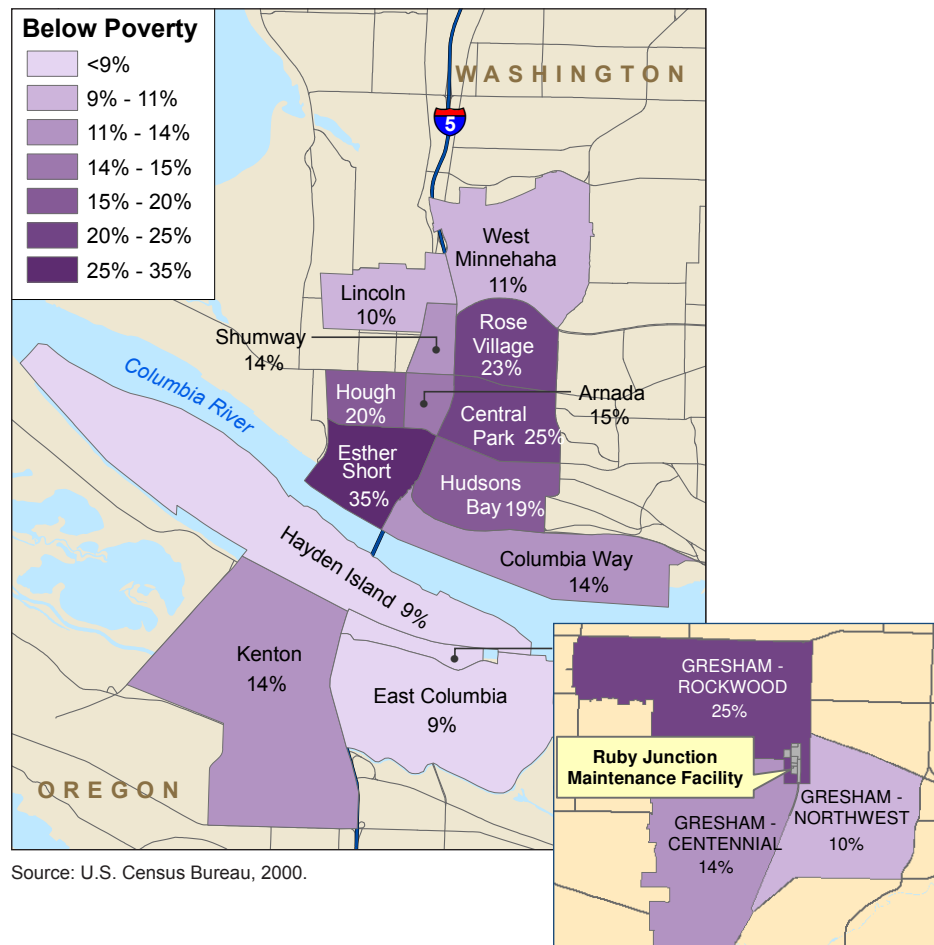 Below Poverty
<9%
9% - 11%
11% - 14%
14% - 15%
15% - 20%
20% - 25%
25% - 35%
WASHINGTON
5
West
Minnehaha
11%
Lincoln
10%
Shumway
14%
Rose
Village
23%
Columbia River
Hough
20%
Arnada
15%
Central
Park 25%
Esther
Short
35%
Hudsons
Bay 19%
Columbia Way
14%
Hayden Island 9%
Kenton
14%
East Columbia
9%
OREGON
GRESHAM -
ROCKWOOD
25%
Ruby Junction
Maintenance Facility
GRESHAM -
NORTHWEST
10%
GRESHAM -
CENTENNIAL
14%
Source: U.S. Census Bureau, 2000.